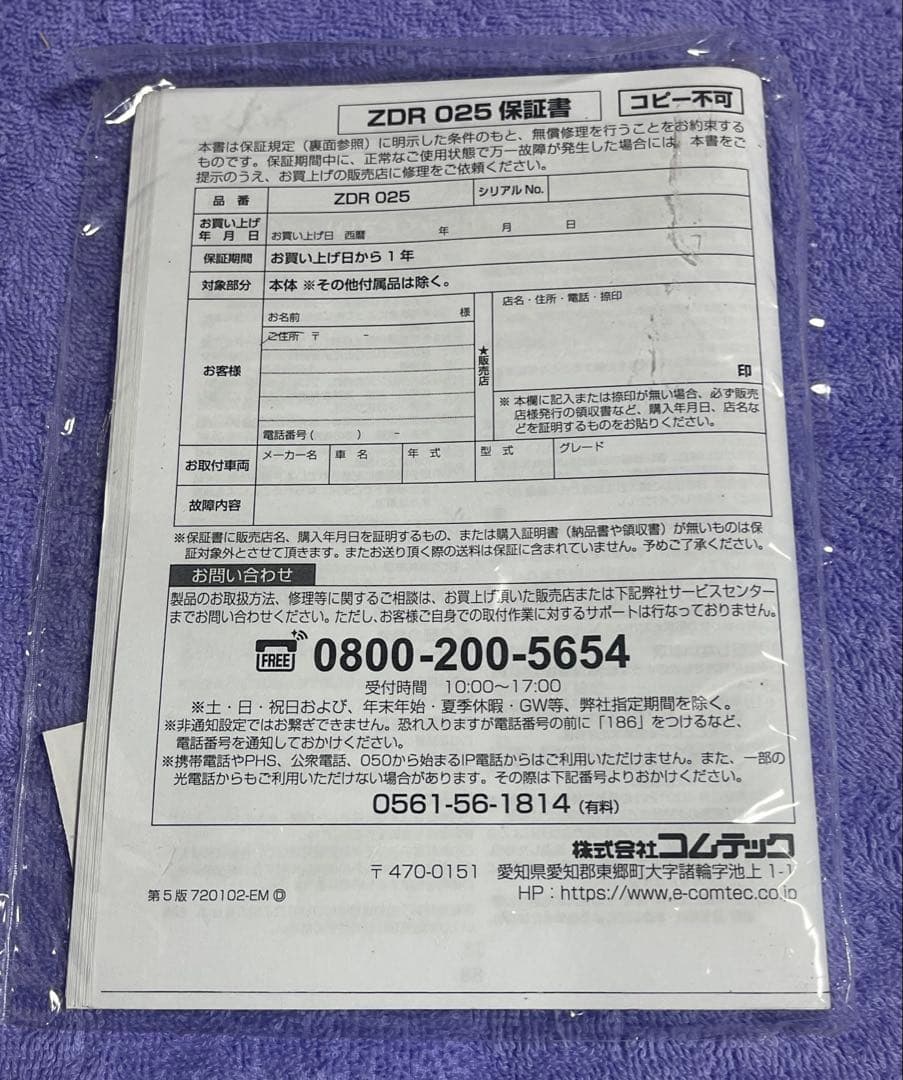 ZDR 025 保証書 コピー不可
本書は保証規定（裏面参照）に明示した条件のもと、無償修理を行うことをお約束する
ものです。保証期間中に、正常なご使用状態で万一故障が発生した場合には、本書をご
提示のうえ、お買上げの販売店に修理をご依頼ください。
品 番 ZDR 025 シリアルNo.
お買い上げ
年 月 日 お買い上げ日 西暦 年 月 日
保証期間 お買い上げ日から1年
対象部分 本体 ※その他付属品は除く。
お客様
お名前 様
ご住所 〒 −
電話番号( ) −
★販売店
店名・住所・電話・捺印
印
※本欄に記入または捺印が無い場合、必ず販売
店様発行の領収書など、購入年月日、店名な
どを証明するものをお貼りください。
お取付車両 メーカー名 車 名 年 式 型 式 グレード
故障内容
※保証書に販売店名、購入年月日を証明するもの、または購入証明書（納品書や領収書）が無いものは保
証対象外とさせて頂きます。またお送り頂く際の送料は保証に含まれていません。予めご了承ください。
お問い合わせ
製品のお取扱方法、修理等に関するご相談は、お買上げ頂いた販売店または下記弊社サービスセンター
までお問い合わせください。ただし、お客様ご自身での取付作業に対するサポートは行なっておりません。
FREE 0800-200-5654
受付時間 10:00〜17:00
※土・日・祝日および、年末年始・夏季休暇・GW等、弊社指定期間を除く。
※非通知設定ではお繋ぎできません。恐れ入りますが電話番号の前に「186」をつけるなど、
電話番号を通知しておかけください。
※携帯電話やPHS、公衆電話、050から始まるIP電話からはご利用いただけません。また、一部の
光電話からもご利用いただけない場合があります。その際は下記番号よりおかけください。
0561-56-1814（有料）
株式会社コムテック
〒470-0151 愛知県愛知郡東郷町大字諸輪字池上 1-1
第5版 720102-EM Ⓓ HP：https://www.e-comtec.co.jp